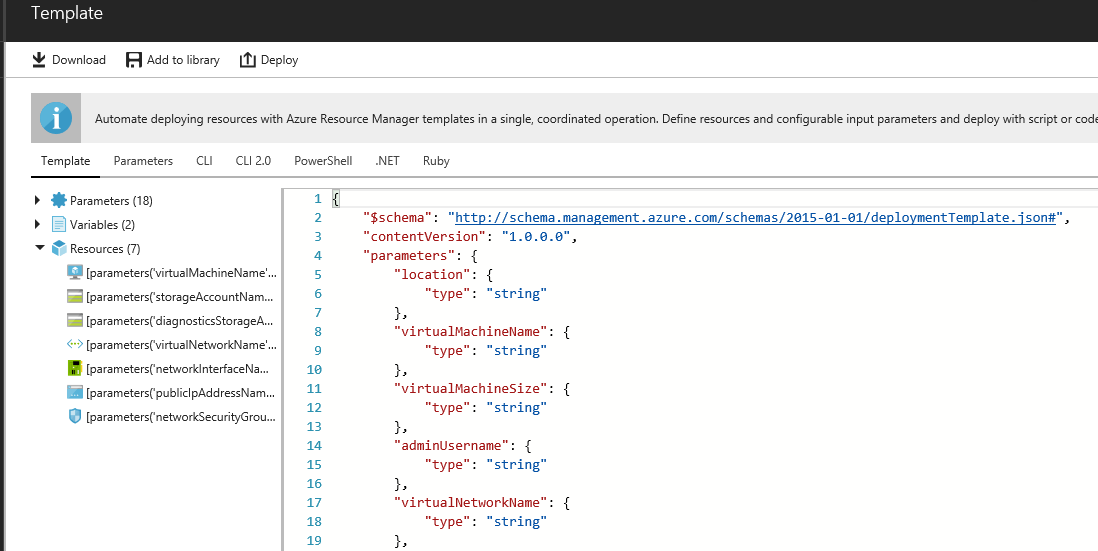 Template
Download Add to library Deploy
Automate deploying resources with Azure Resource Manager templates in a single, coordinated operation. Define resources and configurable input parameters and deploy with script or code
Template Parameters CLI CLI 2.0 PowerShell .NET Ruby
Parameters (18)
Variables (2)
Resources (7)
[parameters('virtualMachineName'...
[parameters('storageAccountNam...
[parameters('diagnosticsStorageA...
[parameters('virtualNetworkName'...
[parameters('networkInterfaceNa...
[parameters('publicIpAddressNam...
[parameters('networkSecurityGrou...
1 {
2 "$schema": "http://schema.management.azure.com/schemas/2015-01-01/deploymentTemplate.json#",
3 "contentVersion": "1.0.0.0",
4 "parameters": {
5 "location": {
6 "type": "string"
7 },
8 "virtualMachineName": {
9 "type": "string"
10 },
11 "virtualMachineSize": {
12 "type": "string"
13 },
14 "adminUsername": {
15 "type": "string"
16 },
17 "virtualNetworkName": {
18 "type": "string"
19 },